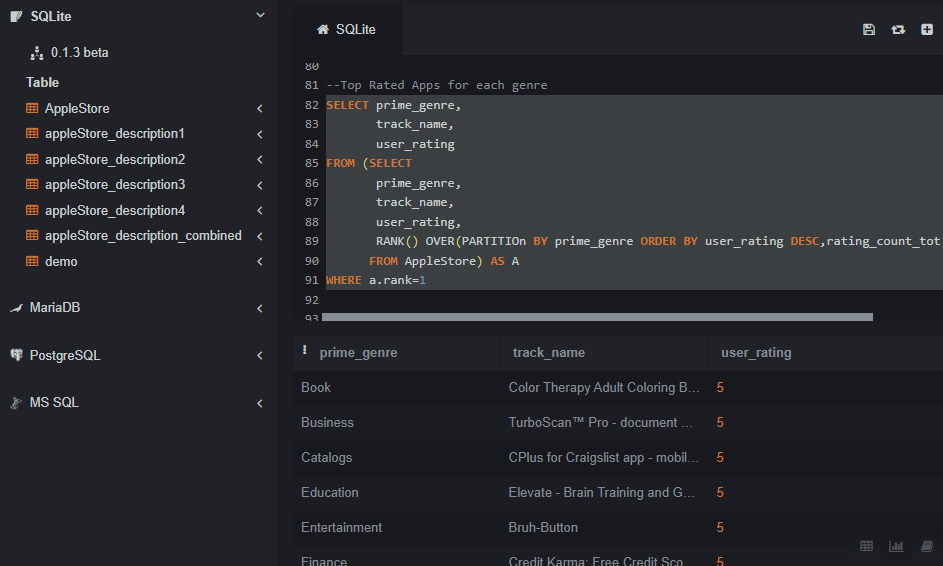 SQLite
0.1.3 beta
Table
AppleStore
appleStore_description1
appleStore_description2
appleStore_description3
appleStore_description4
appleStore_description_combined
demo
MariaDB
PostgreSQL
MS SQL
SQLite
80
81 --Top Rated Apps for each genre
82 SELECT prime_genre,
83 track_name,
84 user_rating
85 FROM (SELECT
86 prime_genre,
87 track_name,
88 user_rating,
89 RANK() OVER(PARTITIOn BY prime_genre ORDER BY user_rating DESC,rating_count_tot
90 FROM AppleStore) AS A
91 WHERE a.rank=1
92
93
prime_genre track_name user_rating
Book Color Therapy Adult Coloring B... 5
Business TurboScan™ Pro - document ... 5
Catalogs CPlus for Craigslist app - mobil... 5
Education Elevate - Brain Training and G... 5
Entertainment Bruh-Button 5
Finance Credit Karma: Free Credit Sco... 5